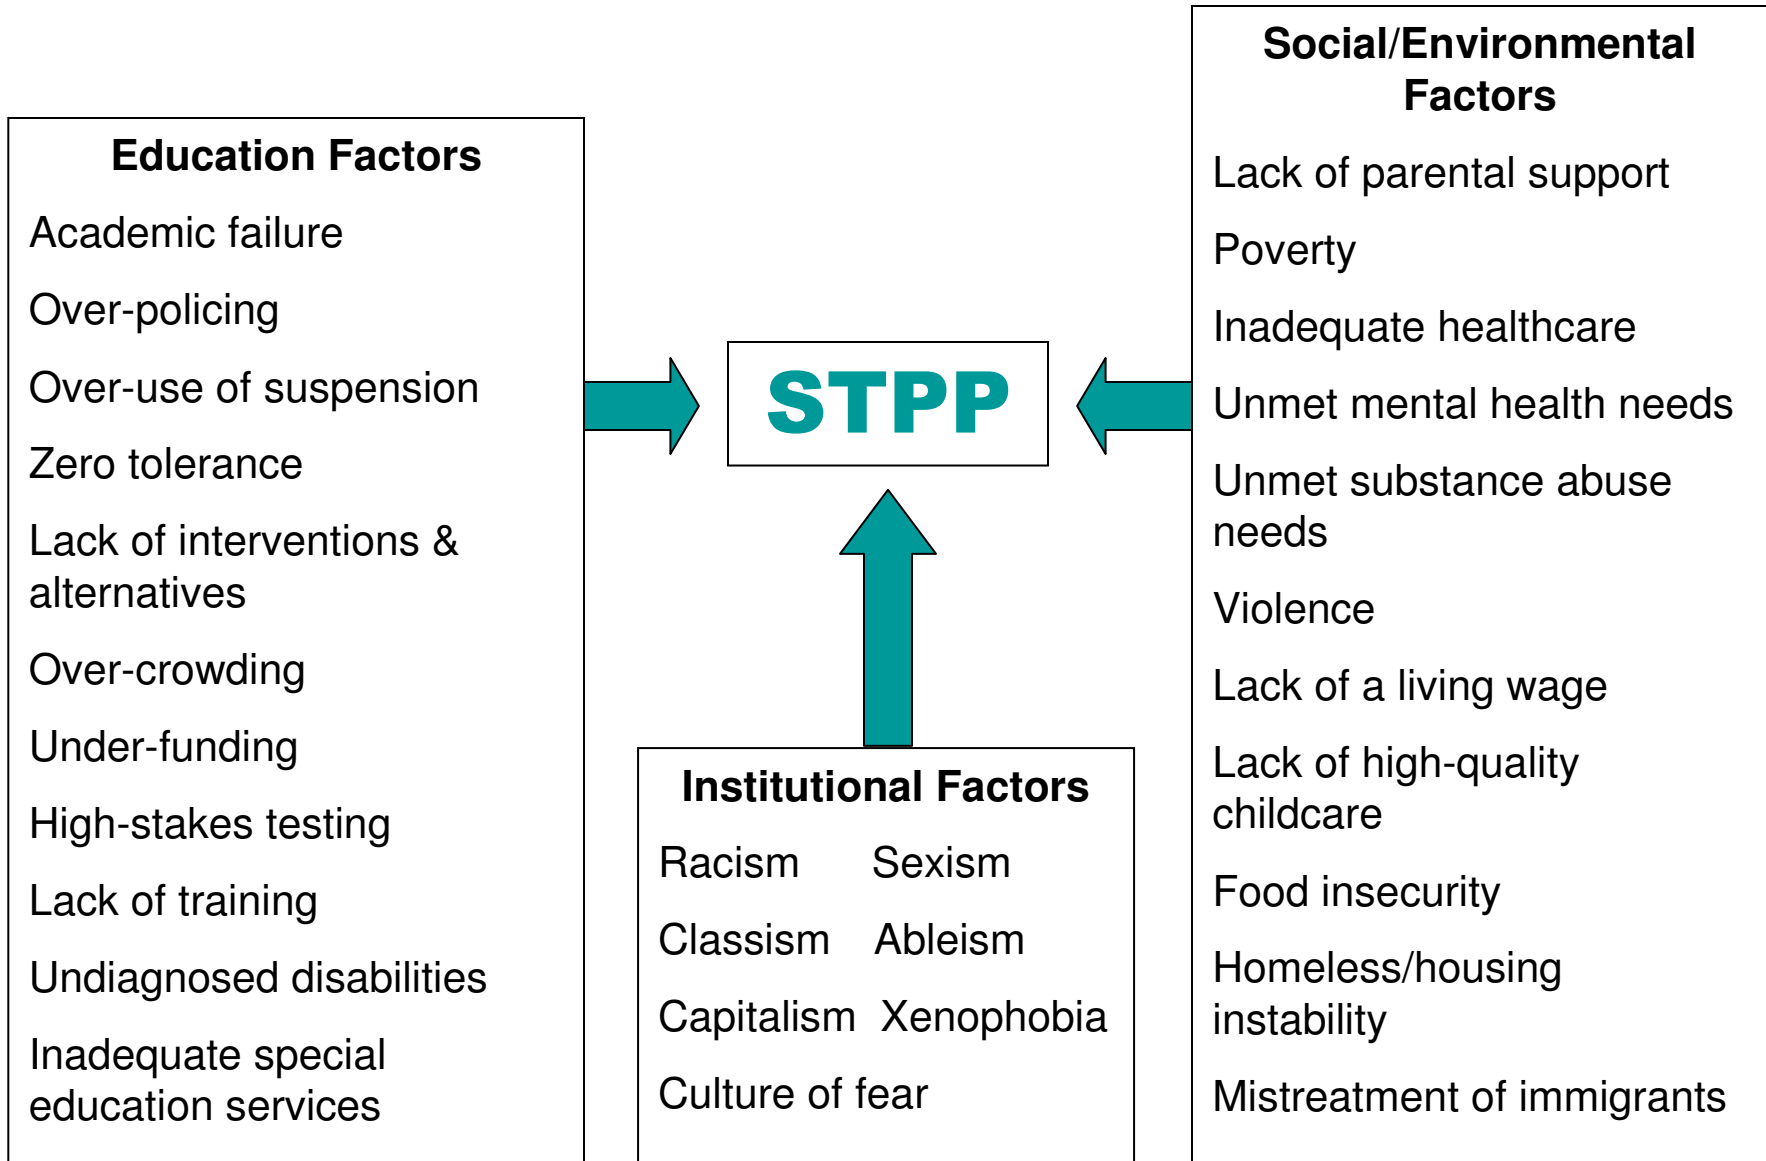 Education Factors
Academic failure
Over-policing
Over-use of suspension
Zero tolerance
Lack of interventions &
alternatives
Over-crowding
Under-funding
High-stakes testing
Lack of training
Undiagnosed disabilities
Inadequate special
education services
STPP
Institutional Factors
Racism Sexism
Classism Ableism
Capitalism Xenophobia
Culture of fear
Social/Environmental
Factors
Lack of parental support
Poverty
Inadequate healthcare
Unmet mental health needs
Unmet substance abuse
needs
Violence
Lack of a living wage
Lack of high-quality
childcare
Food insecurity
Homeless/housing
instability
Mistreatment of immigrants